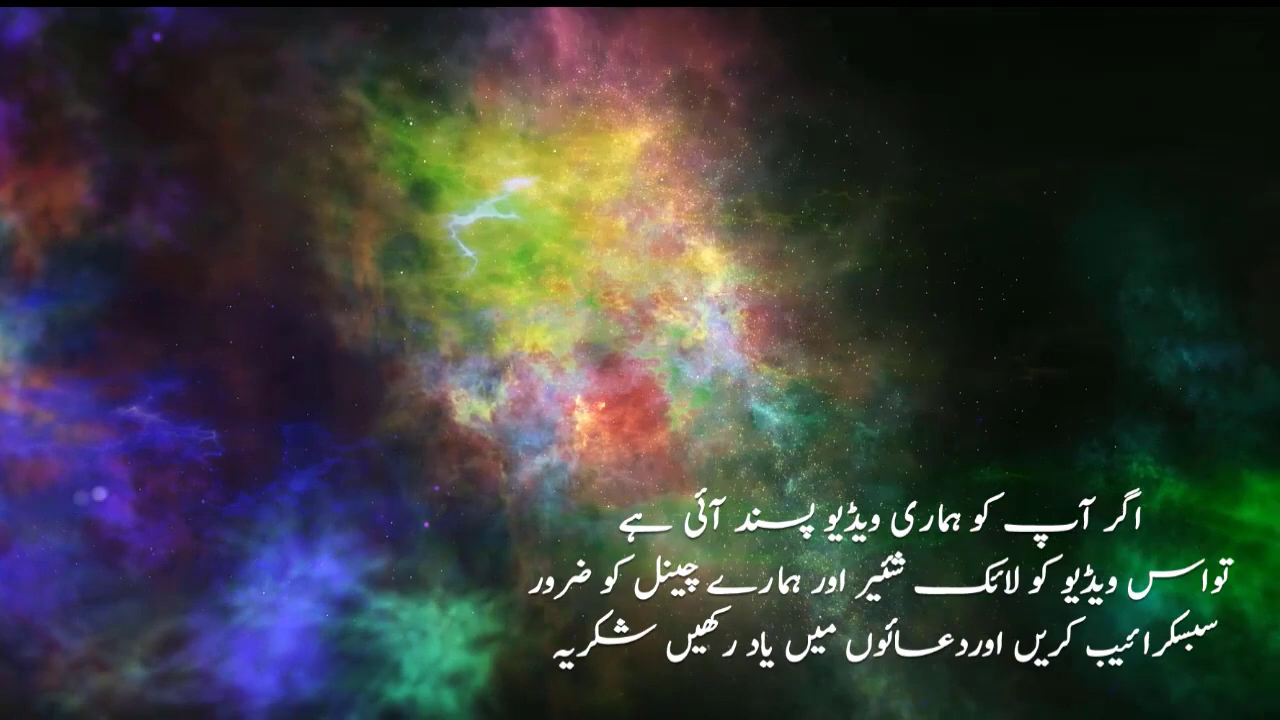 اگر آپ کو ہماری ویڈیو پسند آئی ہے
تواس ویڈیو کو لائک شئیر اور ہمارے چینل کو ضرور
سبسکرائیب کریں اوردعائوں میں یاد رکھیں شکریہ